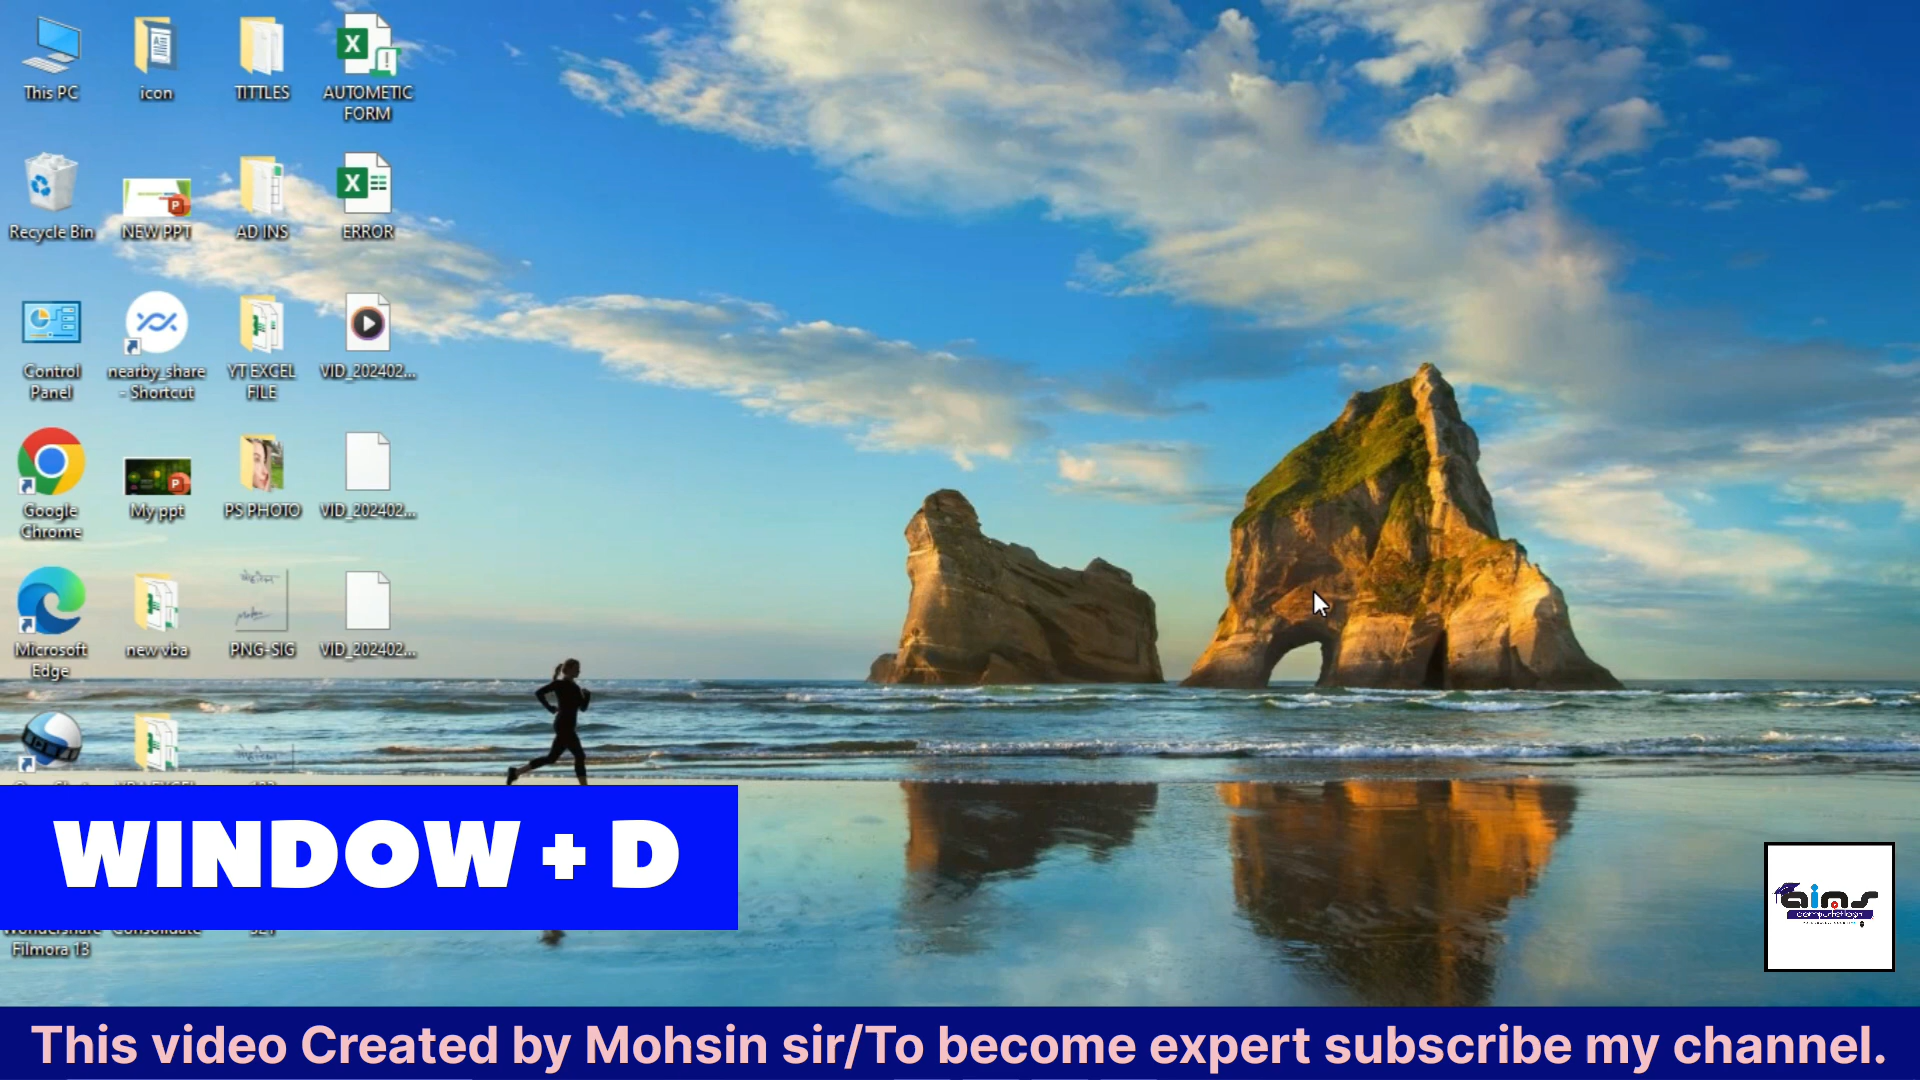 This PC
icon
TITTLES
AUTOMETIC
FORM
Recycle Bin
NEW PPT
AD INS
ERROR
Control
Panel
nearby_share
- Shortcut
YT EXCEL
FILE
VID_202402...
Google
Chrome
My ppt
PS PHOTO
VID_202402...
Microsoft
Edge
new vba
PNG-SIG
VID_202402...
WINDOW + D
Wondershare
Filmora 13
Consolidate
aims
This video Created by Mohsin sir/To become expert subscribe my channel.